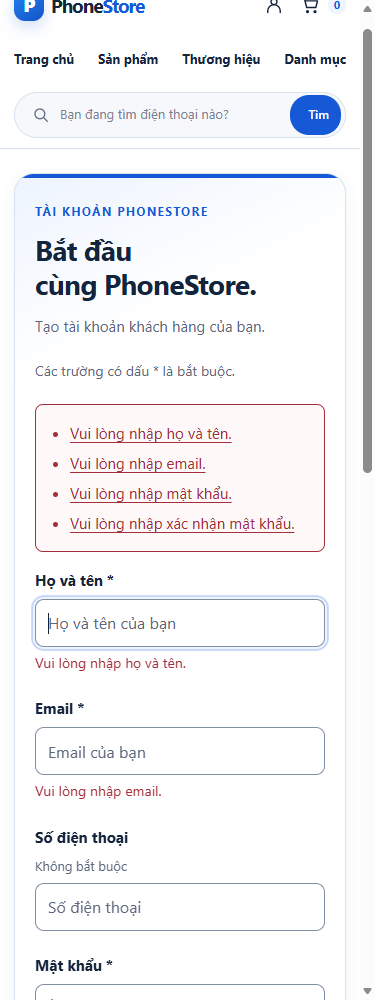 P PhoneStore 0
Trang chủ Sản phẩm Thương hiệu Danh mục
Bạn đang tìm điện thoại nào? Tìm
TÀI KHOẢN PHONESTORE
Bắt đầu
cùng PhoneStore.
Tạo tài khoản khách hàng của bạn.
Các trường có dấu * là bắt buộc.
Vui lòng nhập họ và tên.
Vui lòng nhập email.
Vui lòng nhập mật khẩu.
Vui lòng nhập xác nhận mật khẩu.
Họ và tên *
Họ và tên của bạn
Vui lòng nhập họ và tên.
Email *
Email của bạn
Vui lòng nhập email.
Số điện thoại
Không bắt buộc
Số điện thoại
Mật khẩu *